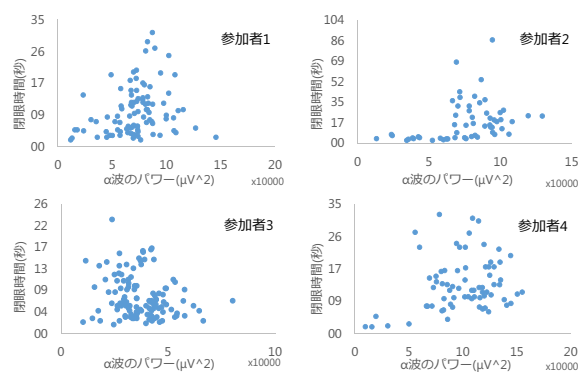 参加者1
35
26
17
09
00
閉眼時間(秒)
0 5 10 15 20
α波のパワー(μV^2)
x10000
参加者2
104
87
69
52
35
17
00
閉眼時間(秒)
0 5 10 15
α波のパワー(μV^2)
x10000
参加者3
26
22
17
13
09
04
00
閉眼時間(秒)
0 5 10
α波のパワー(μV^2)
x10000
参加者4
35
26
17
09
00
閉眼時間(秒)
0 5 10 15 20
α波のパワー(μV^2)
x10000